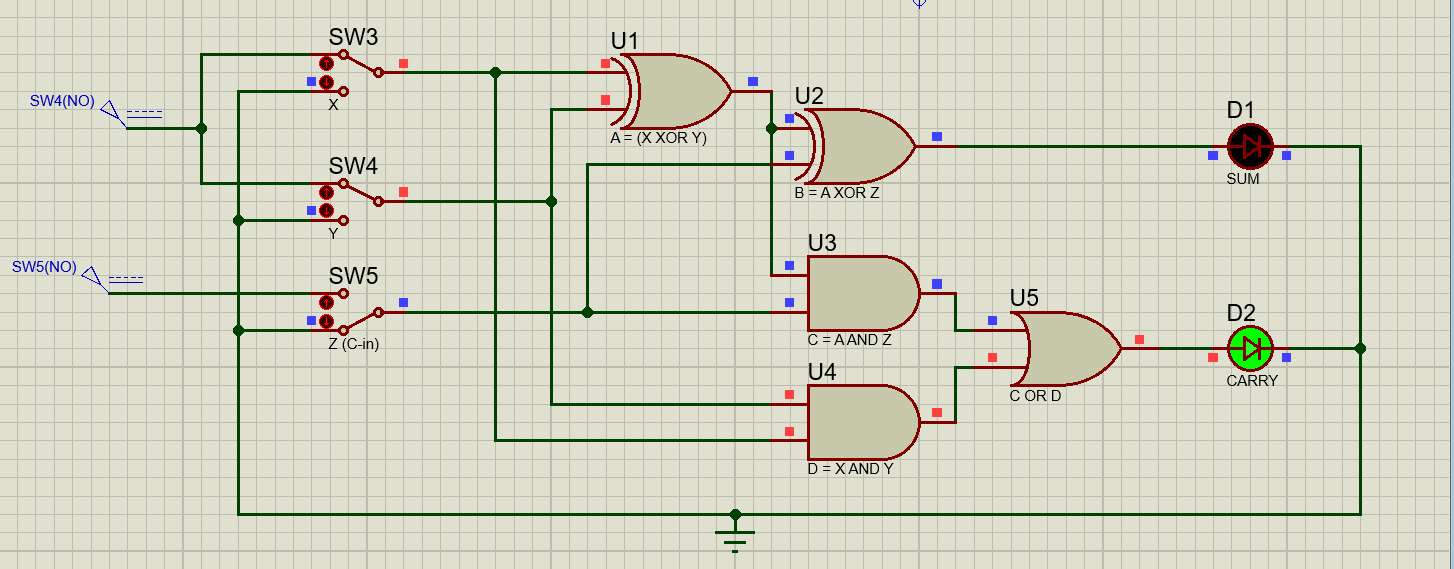 SW3
X
SW4(NO)
SW4
Y
SW5(NO)
SW5
Z (C-in)
U1
A = (X XOR Y)
U2
B = A XOR Z
U3
C = A AND Z
U4
D = X AND Y
U5
C OR D
D1
SUM
D2
CARRY